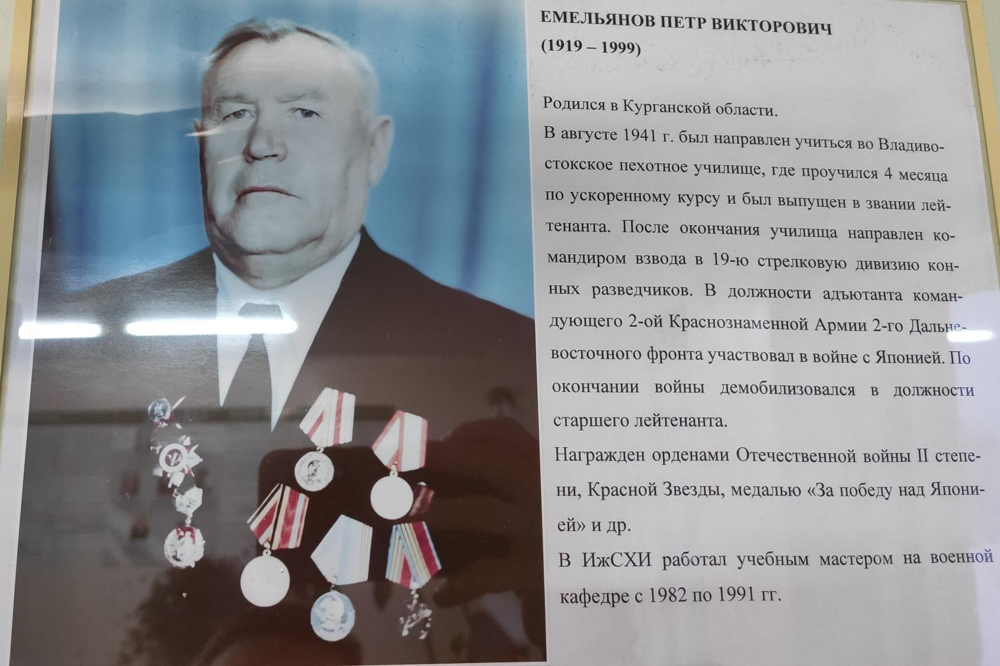 ЕМЕЛЬЯНОВ ПЕТР ВИКТОРОВИЧ
(1919 – 1999)
Родился в Курганской области.
В августе 1941 г. был направлен учиться во Владиво-
стокское пехотное училище, где проучился 4 месяца
по ускоренному курсу и был выпущен в звании лей-
тенанта. После окончания училища направлен ко-
мандиром взвода в 19-ю стрелковую дивизию кон-
ных разведчиков. В должности адъютанта коман-
дующего 2-ой Краснознаменной Армии 2-го Дальне-
восточного фронта участвовал в войне с Японией. По
окончании войны демобилизовался в должности
старшего лейтенанта.
Награжден орденами Отечественной войны II степе-
ни, Красной Звезды, медалью «За победу над Япони-
ей» и др.
В ИжСХИ работал учебным мастером на военной
кафедре с 1982 по 1991 гг.